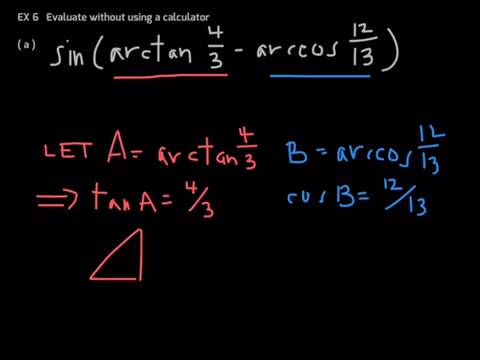 EX 6 Evaluate without using a calculator
(a) sin(arctan 4/3 - arccos 12/13)
LET A = arctan 4/3 B = arccos 12/13
⟹ tan A = 4/3 cos B = 12/13